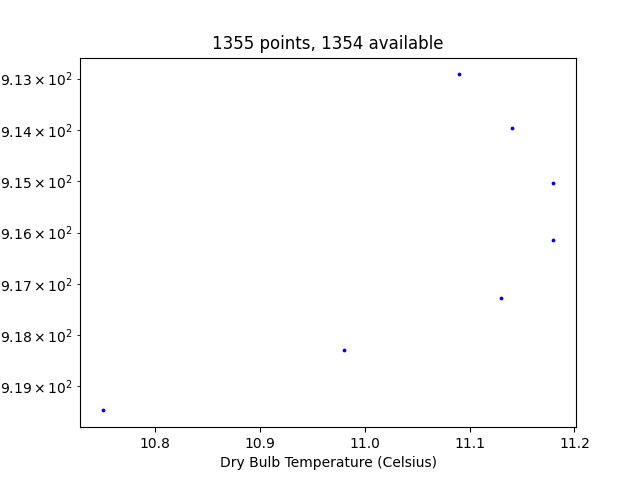 1355 points, 1354 available
9.13 × 10²
9.14 × 10²
9.15 × 10²
9.16 × 10²
9.17 × 10²
9.18 × 10²
9.19 × 10²
10.8 10.9 11.0 11.1 11.2
Dry Bulb Temperature (Celsius)